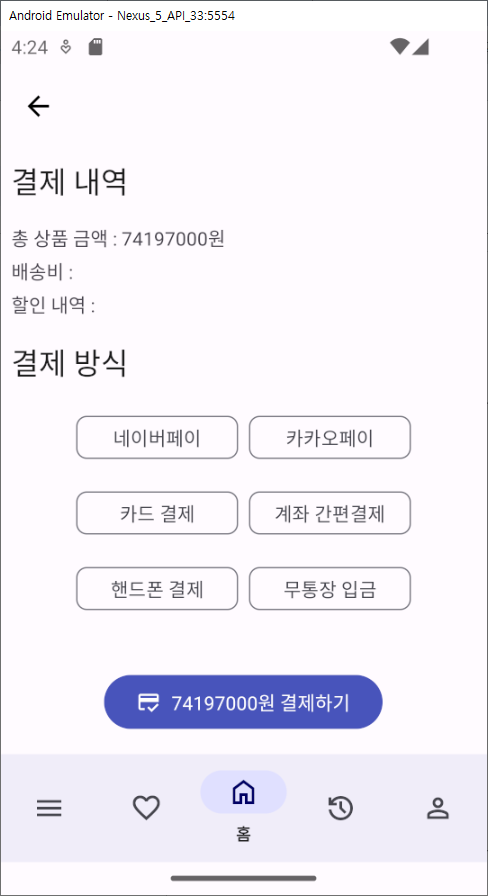 Android Emulator - Nexus_5_API_33:5554
4:24
결제 내역
총 상품 금액 : 74197000원
배송비 :
할인 내역 :
결제 방식
네이버페이 카카오페이
카드 결제 계좌 간편결제
핸드폰 결제 무통장 입금
74197000원 결제하기
홈